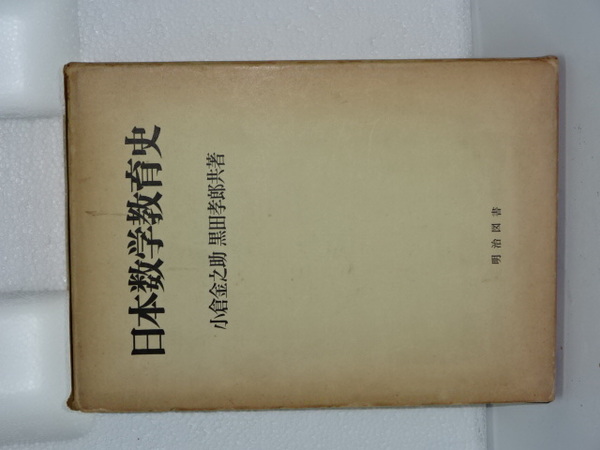 日本数学教育史
小倉金之助 黒田孝郎共著
明治図書